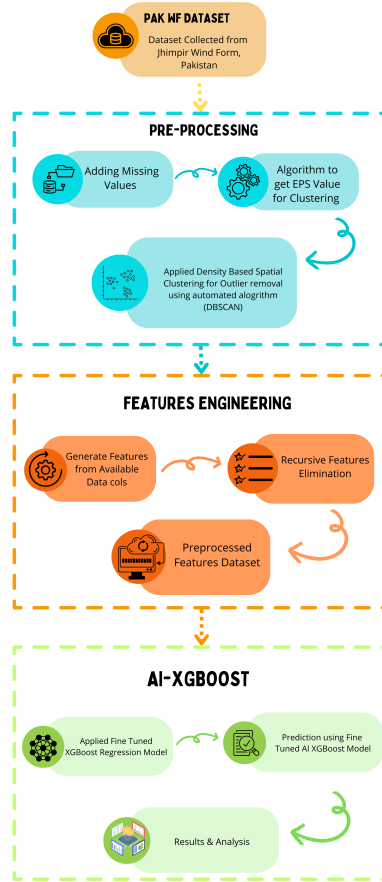 PAK WF DATASET
Dataset Collected from
Jhimpir Wind Form,
Pakistan
PRE-PROCESSING
Adding Missing
Values
Algorithm to
get EPS Value
for Clustering
Applied Density Based Spatial
Clustering for Outlier removal
using automated alogrithm
(DBSCAN)
FEATURES ENGINEERING
Generate Features
from Available
Data cols
Recursive Features
Elimination
Preprocessed
Features Dataset
AI-XGBOOST
Applied Fine Tuned
XGBoost Regression Model
Prediction using Fine
Tuned AI XGBoost Model
Results & Analysis